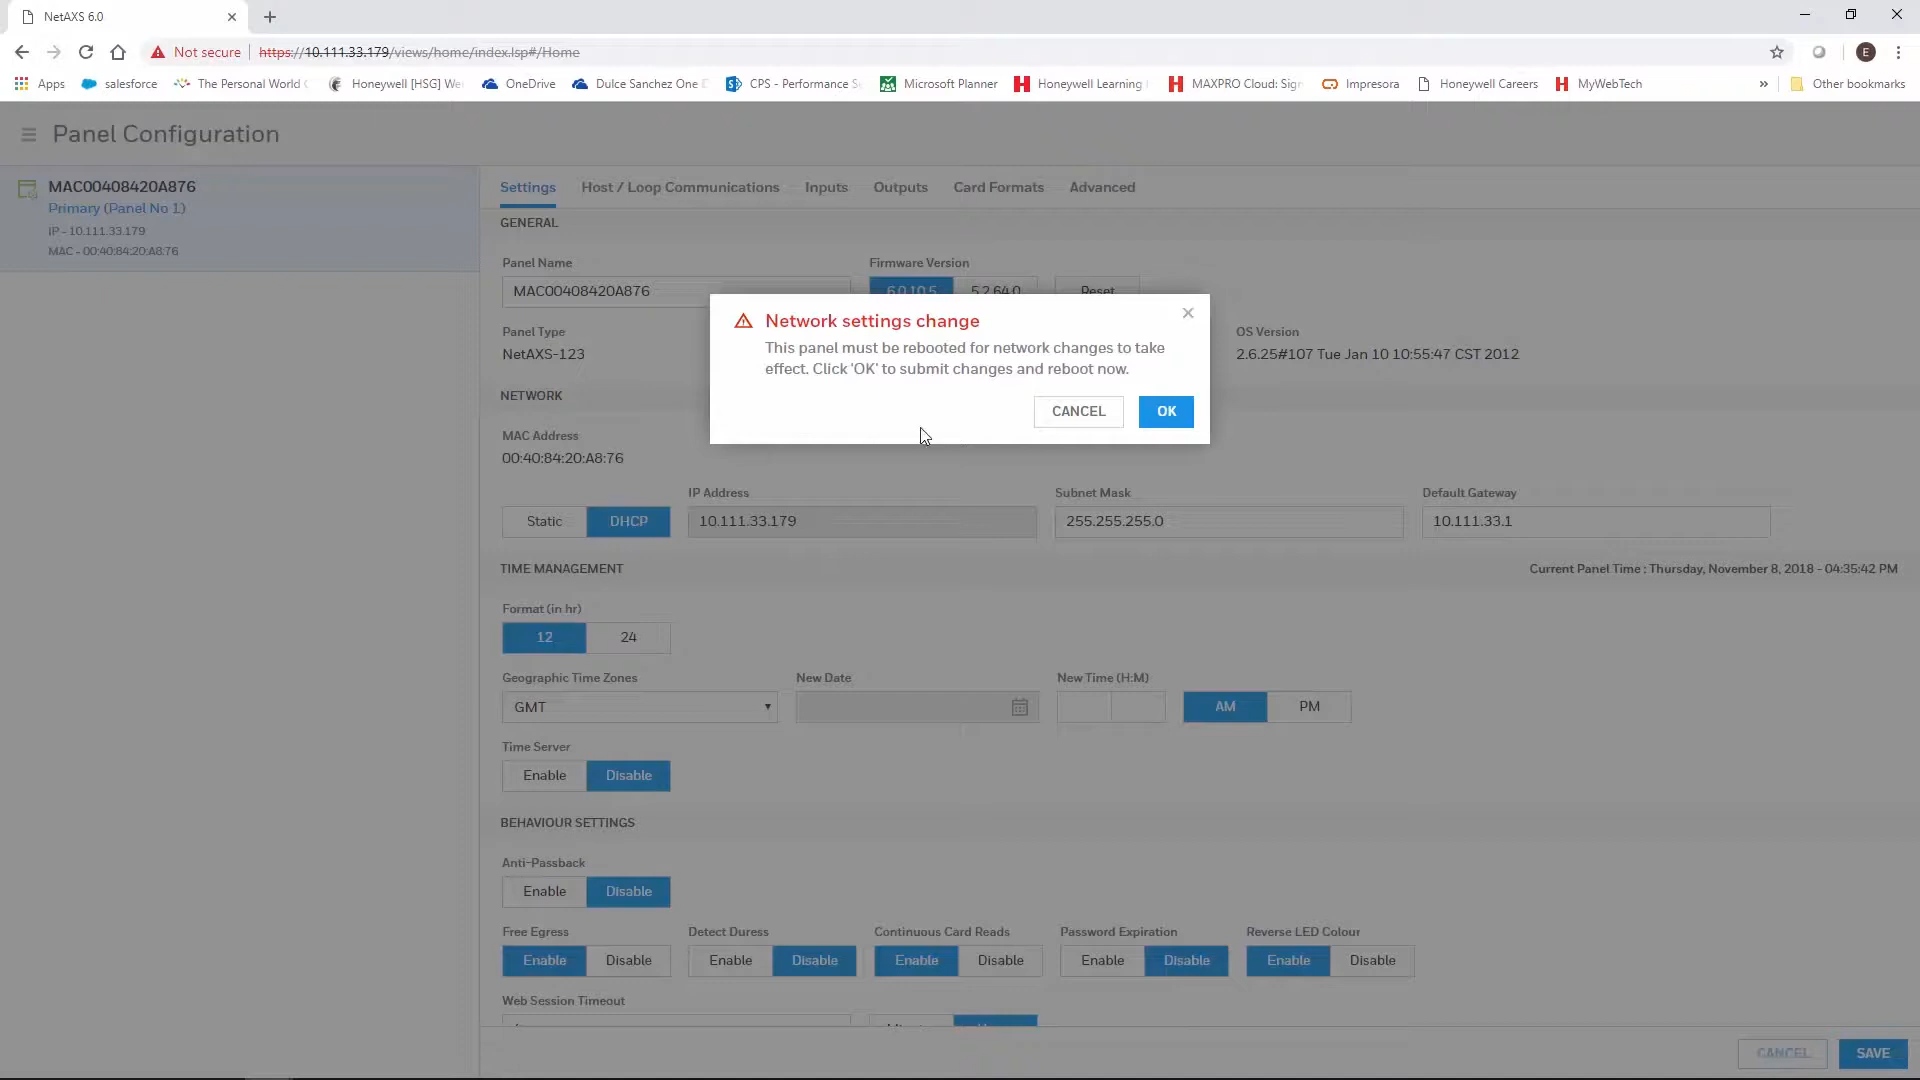 NetAXS 6.0
Not secure
https://10.111.33.179/views/home/index.lsp#/Home
E
Apps salesforce The Personal World Honeywell [HSG] We OneDrive Dulce Sanchez One CPS - Performance S Microsoft Planner Honeywell Learning MAXPRO Cloud: Sig Impresora Honeywell Careers MyWebTech » Other bookmarks
Panel Configuration
MAC00408420A876
Primary (Panel No 1)
IP - 10.111.33.179
MAC - 00:40:84:20:A8:76
Settings Host / Loop Communications Inputs Outputs Card Formats Advanced
GENERAL
Panel Name Firmware Version
MAC00408420A876 6.0.10.5 5.2.64.0 Reset
Panel Type OS Version
NetAXS-123 2.6.25#107 Tue Jan 10 10:55:47 CST 2012
Network settings change
This panel must be rebooted for network changes to take
effect. Click 'OK' to submit changes and reboot now.
CANCEL OK
NETWORK
MAC Address
00:40:84:20:A8:76
IP Address Subnet Mask Default Gateway
Static DHCP 10.111.33.179 255.255.255.0 10.111.33.1
TIME MANAGEMENT Current Panel Time : Thursday, November 8, 2018 - 04:35:42 PM
Format (in hr)
12 24
Geographic Time Zones New Date New Time (H:M)
GMT AM PM
Time Server
Enable Disable
BEHAVIOUR SETTINGS
Anti-Passback
Enable Disable
Free Egress Detect Duress Continuous Card Reads Password Expiration Reverse LED Colour
Enable Disable Enable Disable Enable Disable Enable Disable Enable Disable
Web Session Timeout
CANCEL SAVE